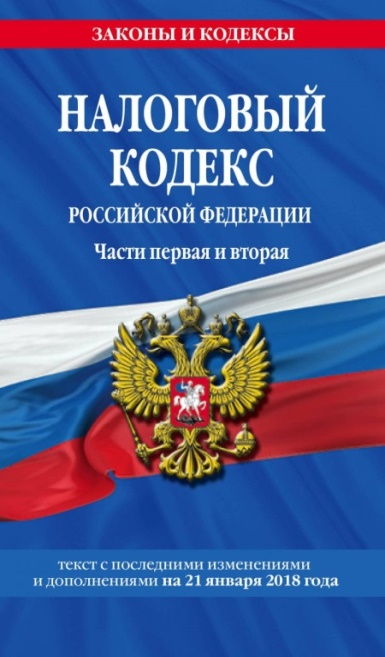 ЗАКОНЫ И КОДЕКСЫ
НАЛОГОВЫЙ
КОДЕКС
РОССИЙСКОЙ ФЕДЕРАЦИИ
Части первая и вторая
текст с последними изменениями
и дополнениями на 21 января 2018 года